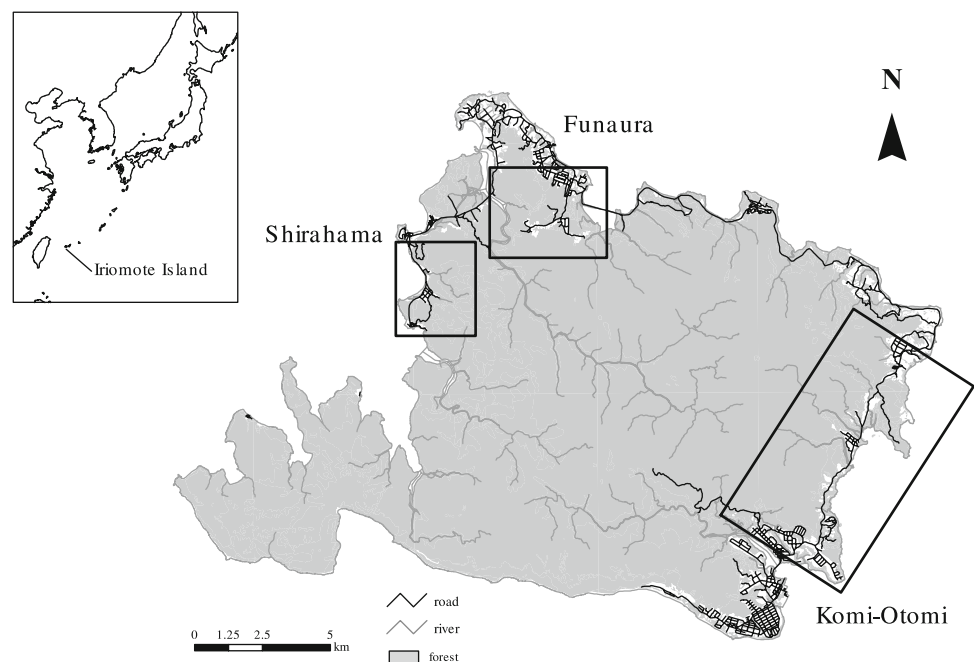 N
Funaura
Shirahama
Iriomote Island
Komi-Otomi
road
river
forest
0 1.25 2.5 5
km